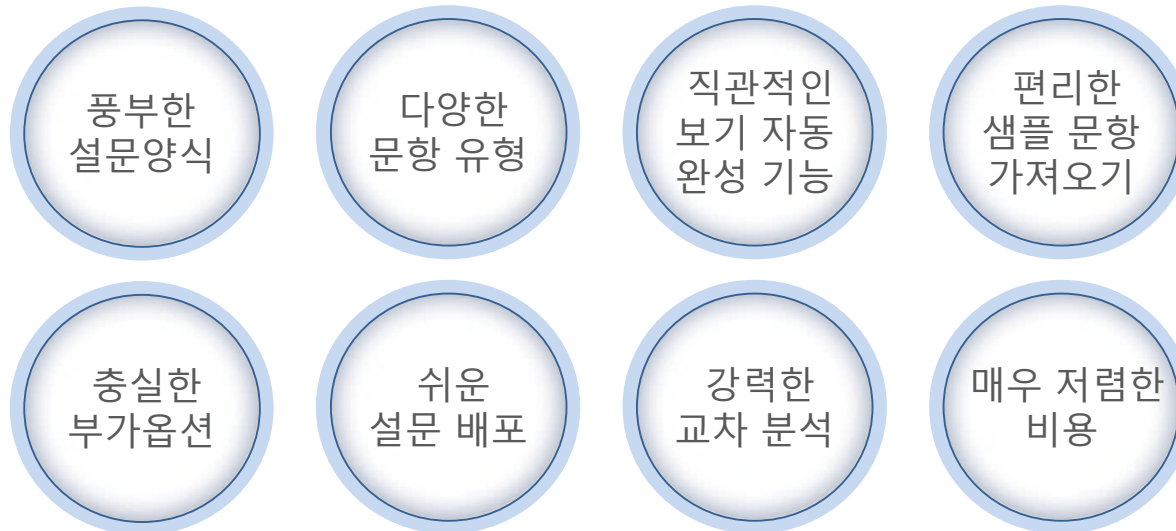 풍부한
설문양식
다양한
문항 유형
직관적인
보기 자동
완성 기능
편리한
샘플 문항
가져오기
충실한
부가옵션
쉬운
설문 배포
강력한
교차 분석
매우 저렴한
비용